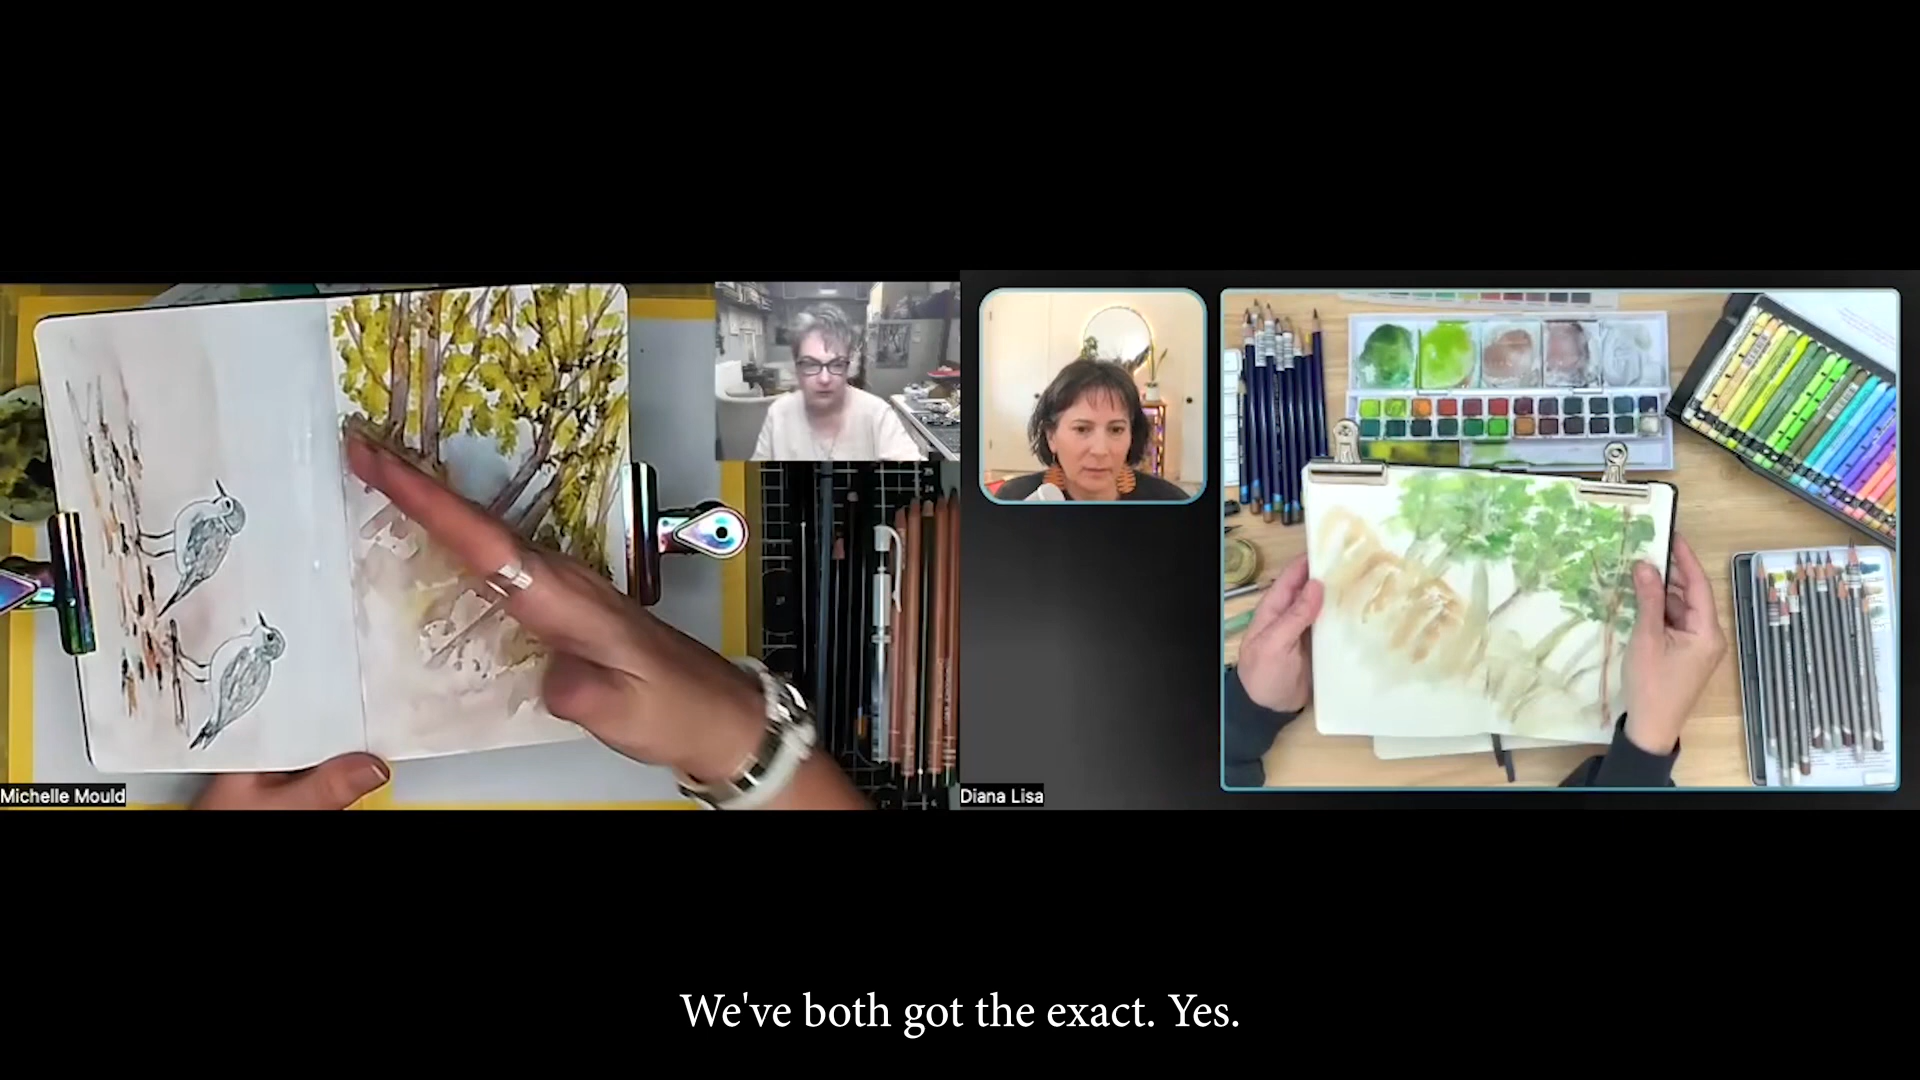 Michelle Mould
Diana Lisa
We've both got the exact. Yes.